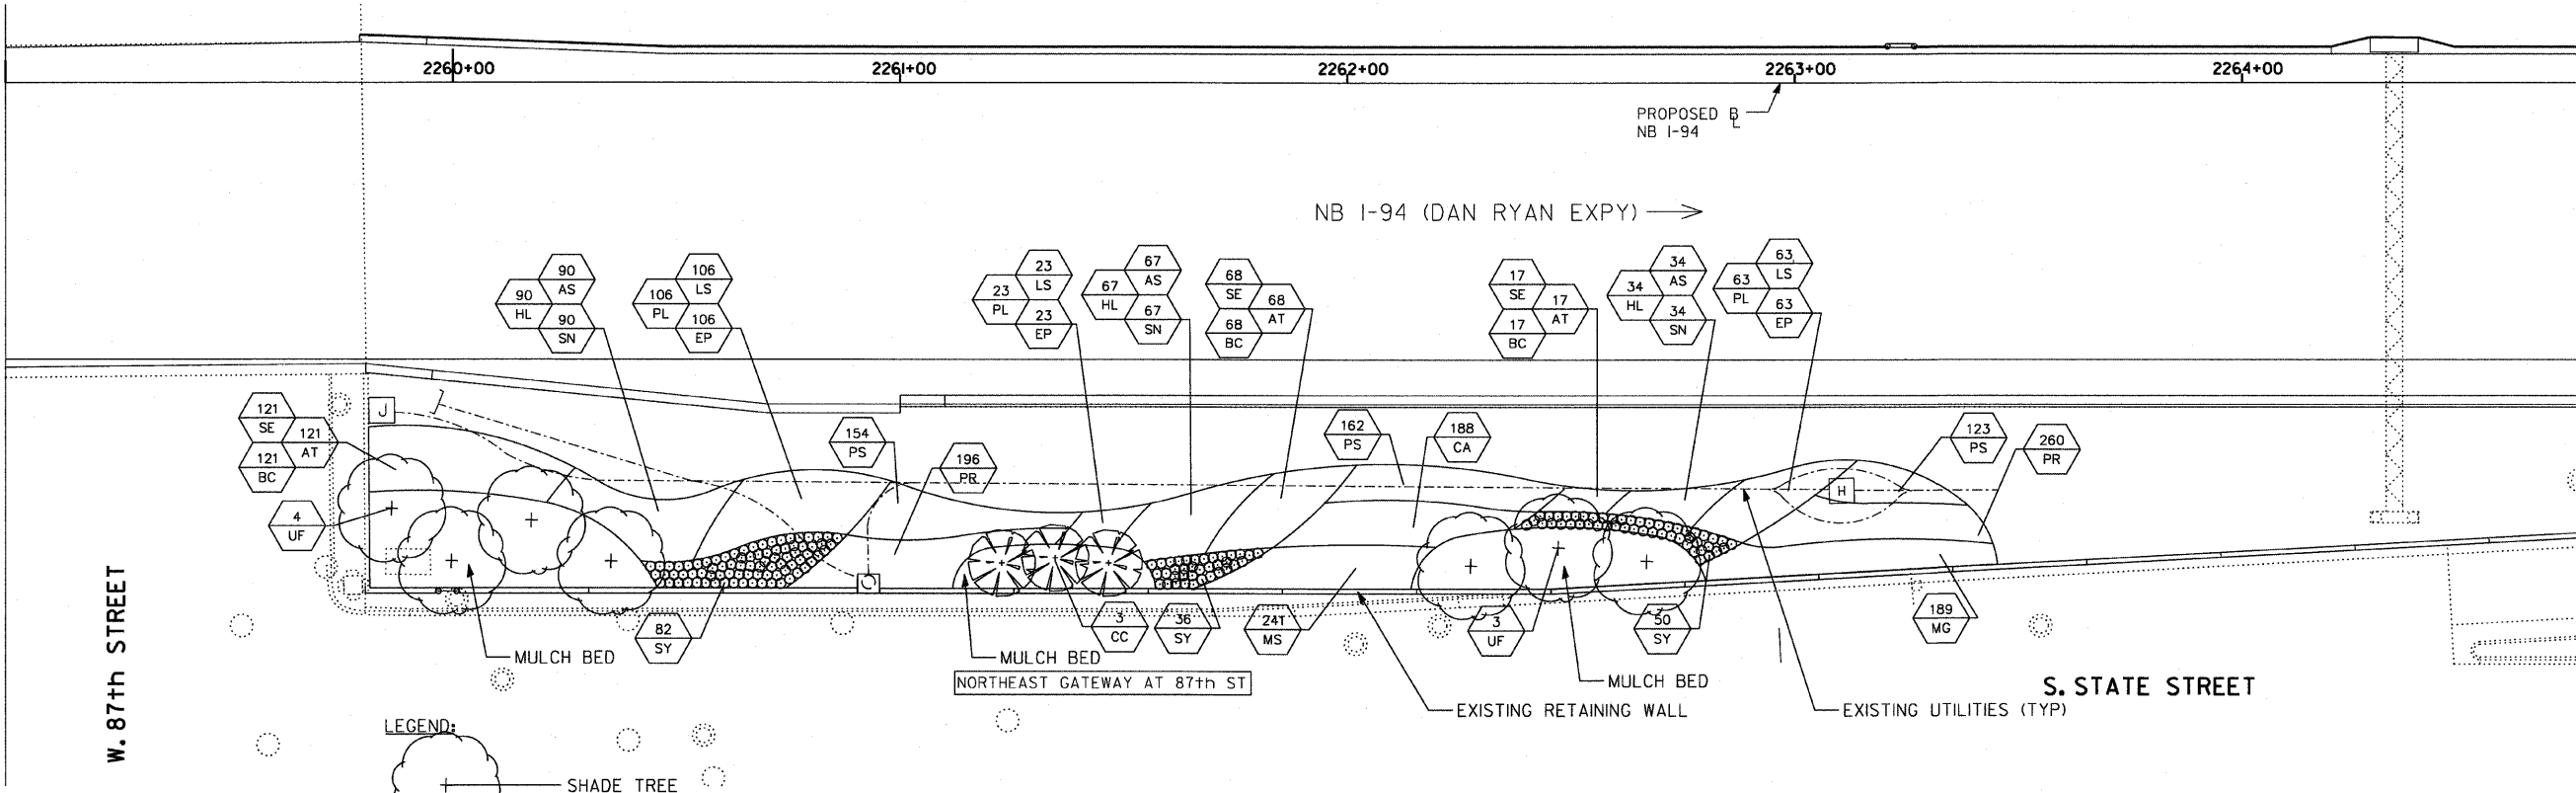 2260+00
2261+00
2262+00
2263+00
2264+00
PROPOSED B
L
NB I-94
NB I-94 (DAN RYAN EXPY)
90
AS
90
HL
90
SN
106
LS
106
PL
106
EP
23
LS
23
PL
23
EP
67
AS
67
HL
67
SN
68
SE
68
AT
68
BC
17
SE
17
AT
17
BC
34
AS
34
HL
34
SN
63
LS
63
PL
63
EP
121
SE
121
AT
121
BC
J
154
PS
196
PR
162
PS
188
CA
123
PS
260
PR
H
4
UF
C
82
SY
3
CC
36
SY
241
MS
3
UF
50
SY
189
MG
MULCH BED
MULCH BED
MULCH BED
NORTHEAST GATEWAY AT 87th ST
EXISTING RETAINING WALL
EXISTING UTILITIES (TYP)
S. STATE STREET
W. 87th STREET
LEGEND:
SHADE TREE